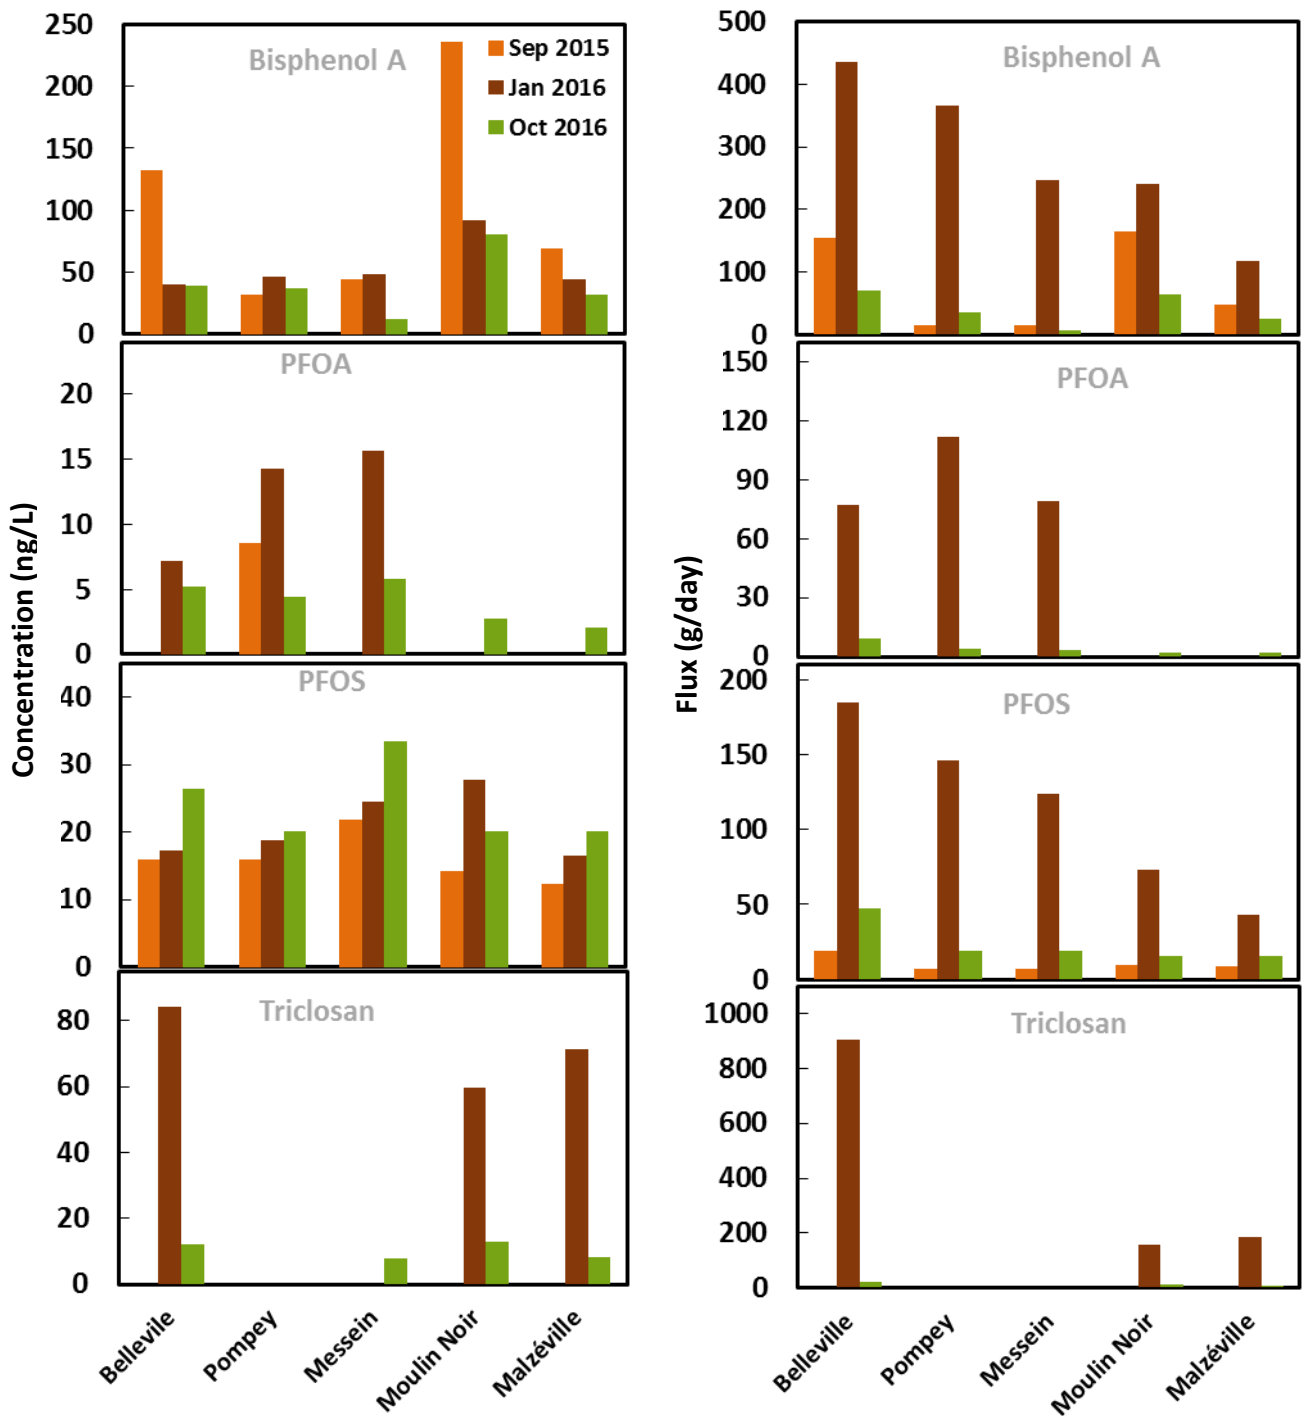 Concentration (ng/L)
250
200
150
100
50
0
Bisphenol A
Sep 2015
Jan 2016
Oct 2016
20
15
10
5
0
PFOA
40
30
20
10
0
PFOS
80
60
40
20
0
Triclosan
Bellevile
Pompey
Messein
Moulin Noir
Malzéville
Flux (g/day)
500
400
300
200
100
0
Bisphenol A
150
120
90
60
30
0
PFOA
200
150
100
50
0
PFOS
1000
800
600
400
200
0
Triclosan
Belleville
Pompey
Messein
Moulin Noir
Malzéville